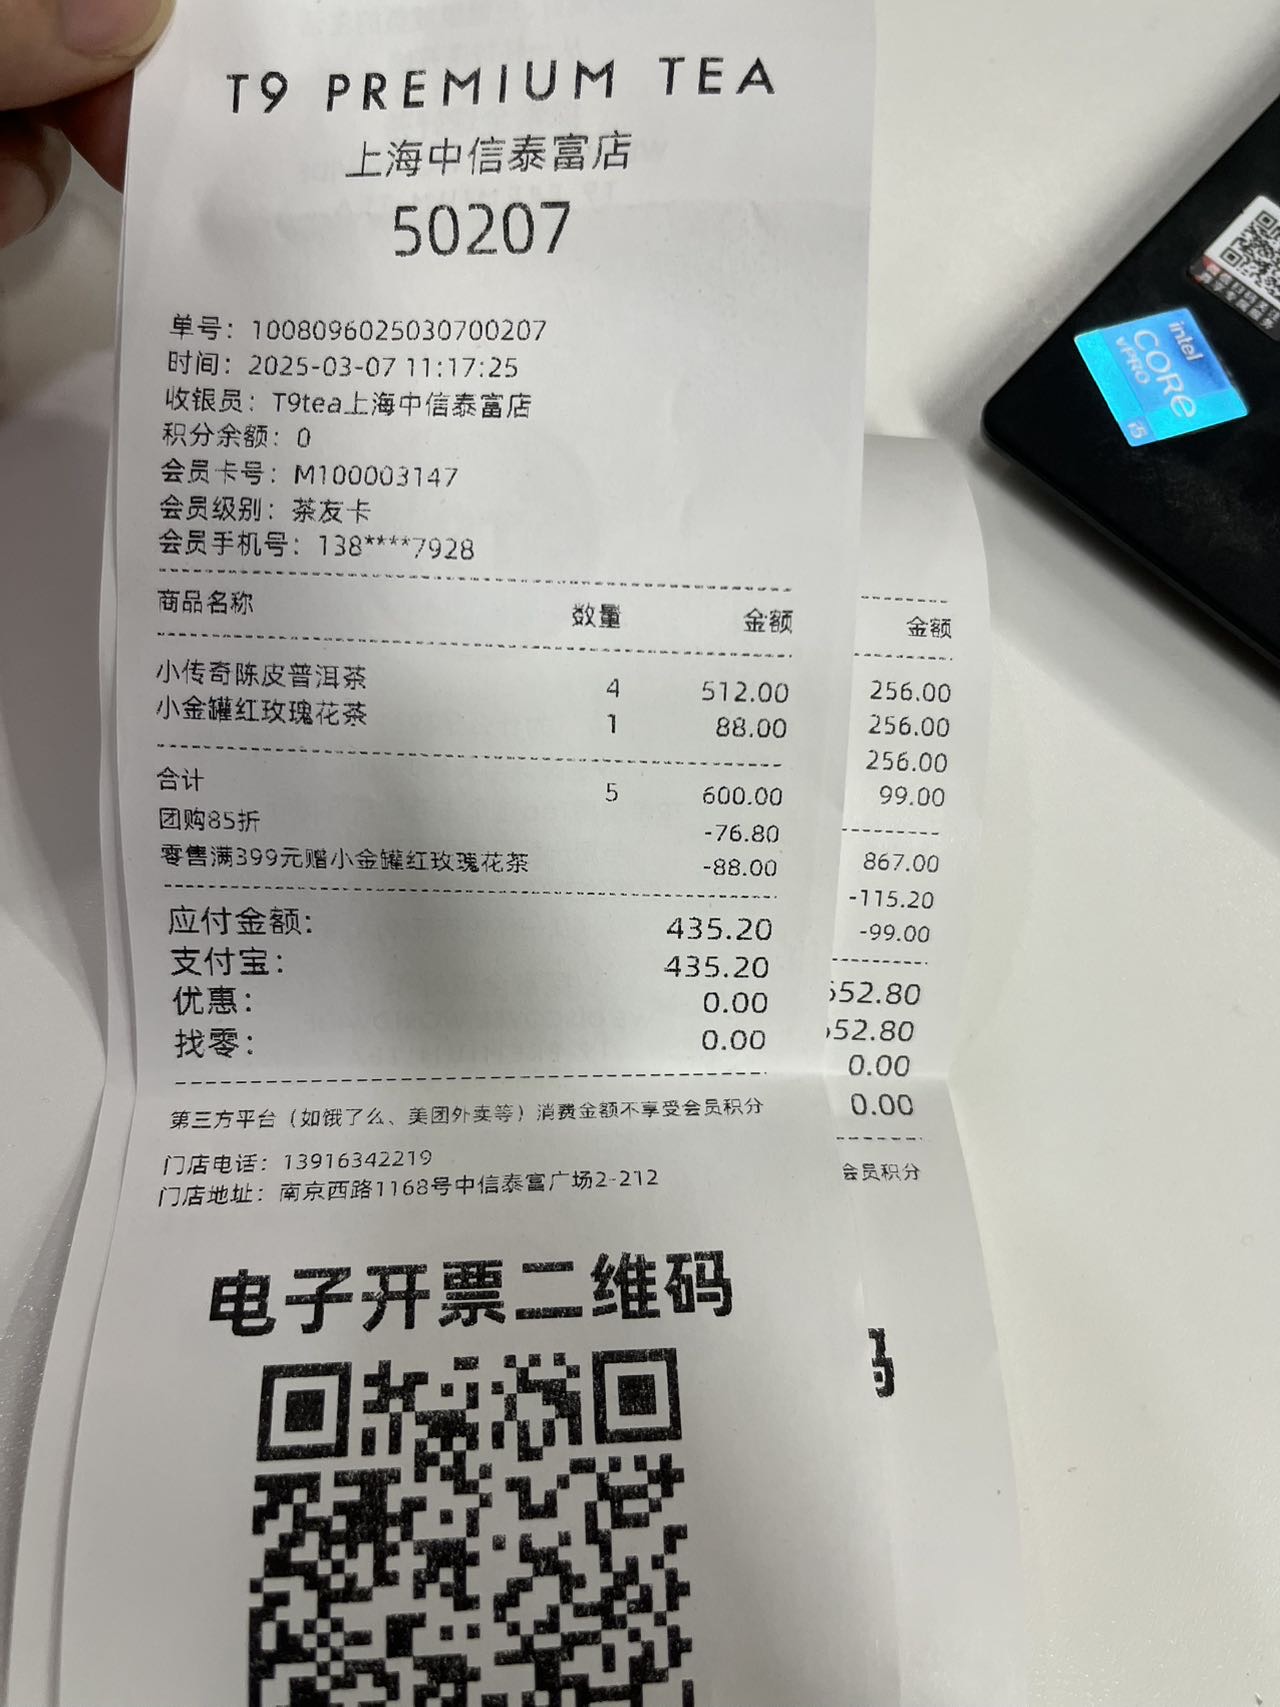 T9 PREMIUM TEA
上海中信泰富店
50207
单号：1008096025030700207
时间：2025-03-07 11:17:25
收银员：T9tea上海中信泰富店
积分余额：0
会员卡号：M100003147
会员级别：茶友卡
会员手机号：138****7928
商品名称 数量 金额
小传奇陈皮普洱茶 4 512.00
小金罐红玫瑰花茶 1 88.00
合计 5 600.00
团购85折 -76.80
零售满399元赠小金罐红玫瑰花茶 -88.00
应付金额： 435.20
支付宝： 435.20
优惠： 0.00
找零： 0.00
第三方平台（如饿了么、美团外卖等）消费金额不享受会员积分
门店电话：13916342219
门店地址：南京西路1168号中信泰富广场2-212
电子开票二维码
金额
256.00
256.00
256.00
99.00
867.00
-115.20
-99.00
552.80
552.80
0.00
0.00
会员积分
intel
CORE
vPRO
i5